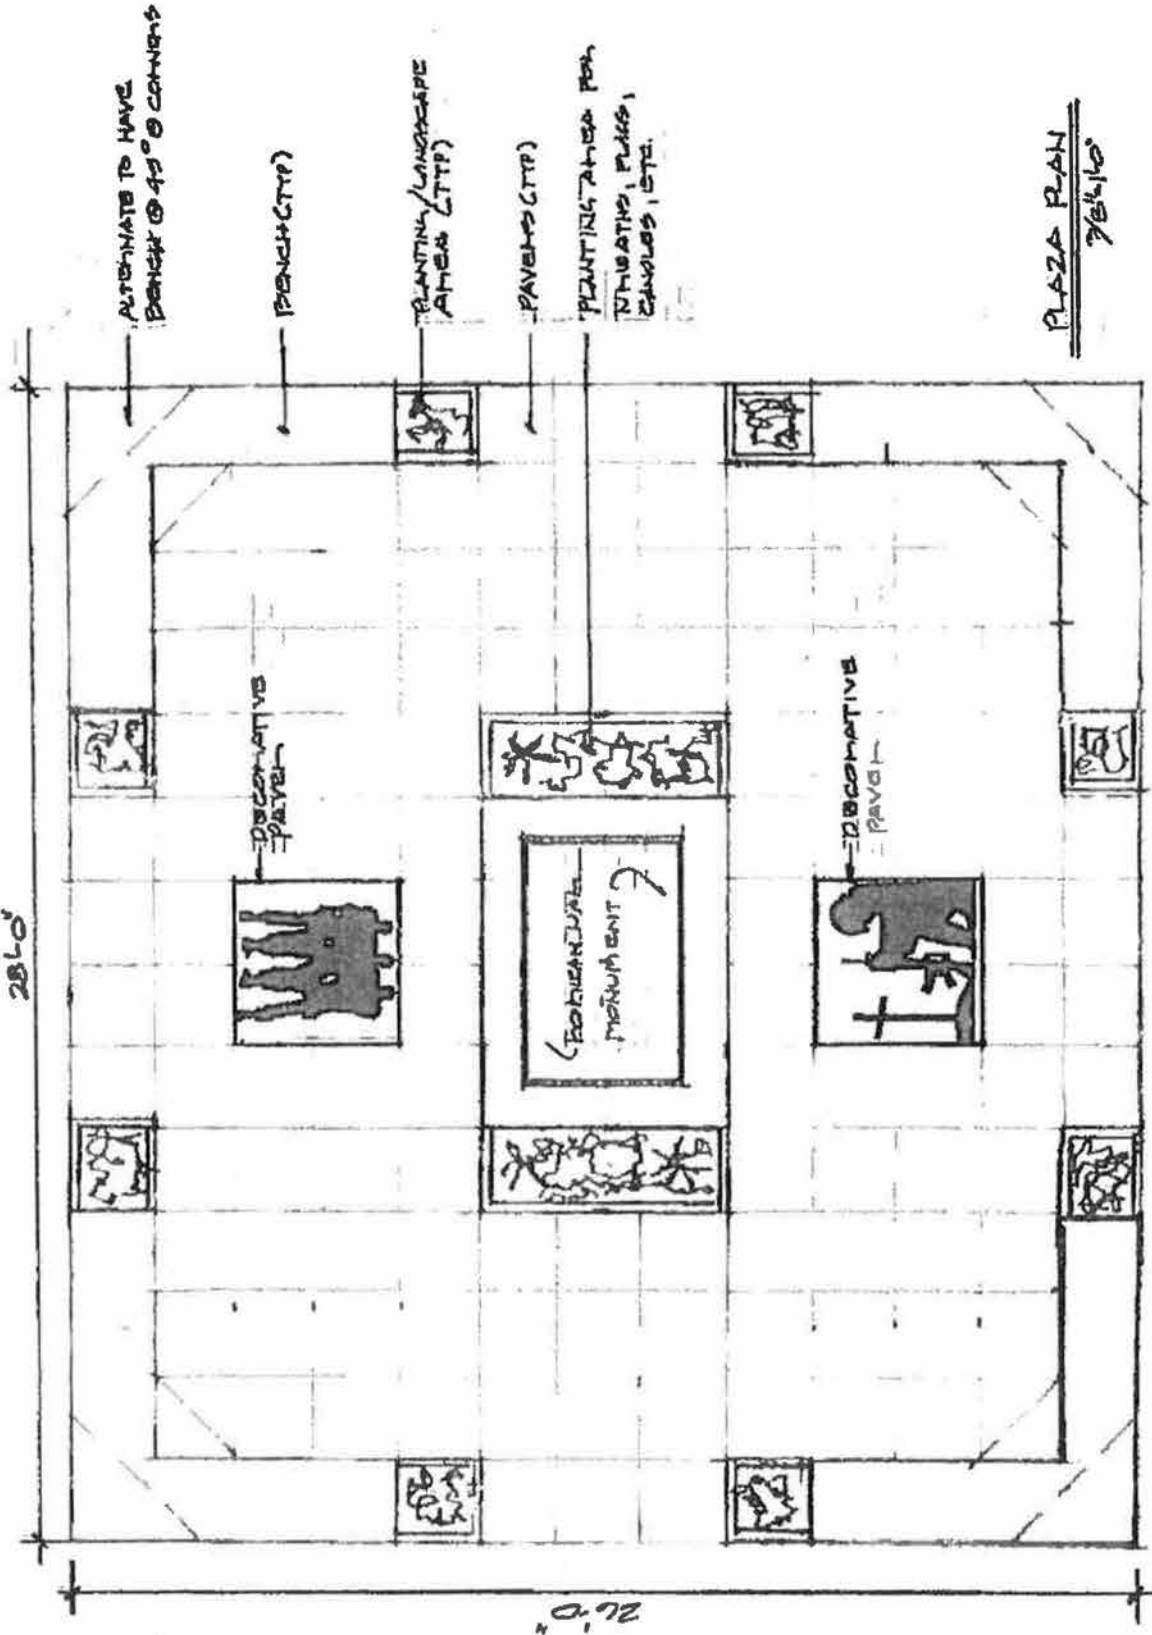 28'-0"
ALTERNATE TO HAVE
BENCH @ 45° @ CORNERS
BENCH (TYP)
PLANTING/LANDSCAPE
AREA (TYP)
PAVERS (TYP)
PLANTING AREA FOR
WREATHS, FLAGS,
CANDLES, ETC.
DECORATIVE
PAVER
MONUMENT
DECORATIVE
PAVER
26'-0"
PLAZA PLAN